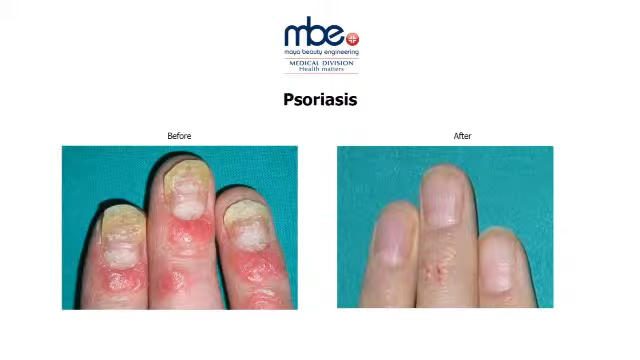 mbe
maya beauty engineering
MEDICAL DIVISION
Health matters
Psoriasis
Before
After